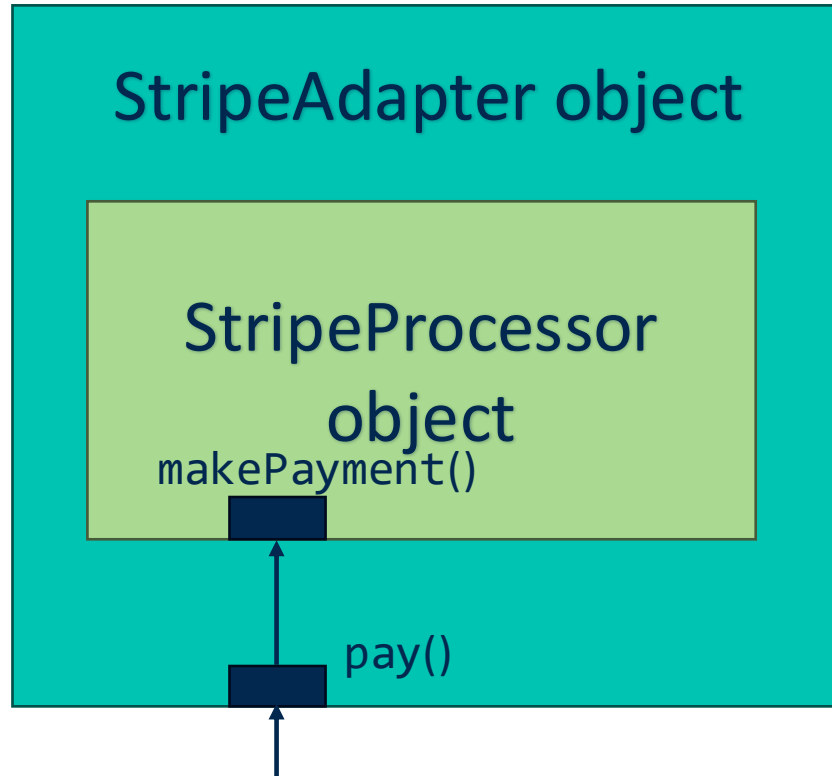 StripeAdapter object
StripeProcessor
object
makePayment()
pay()